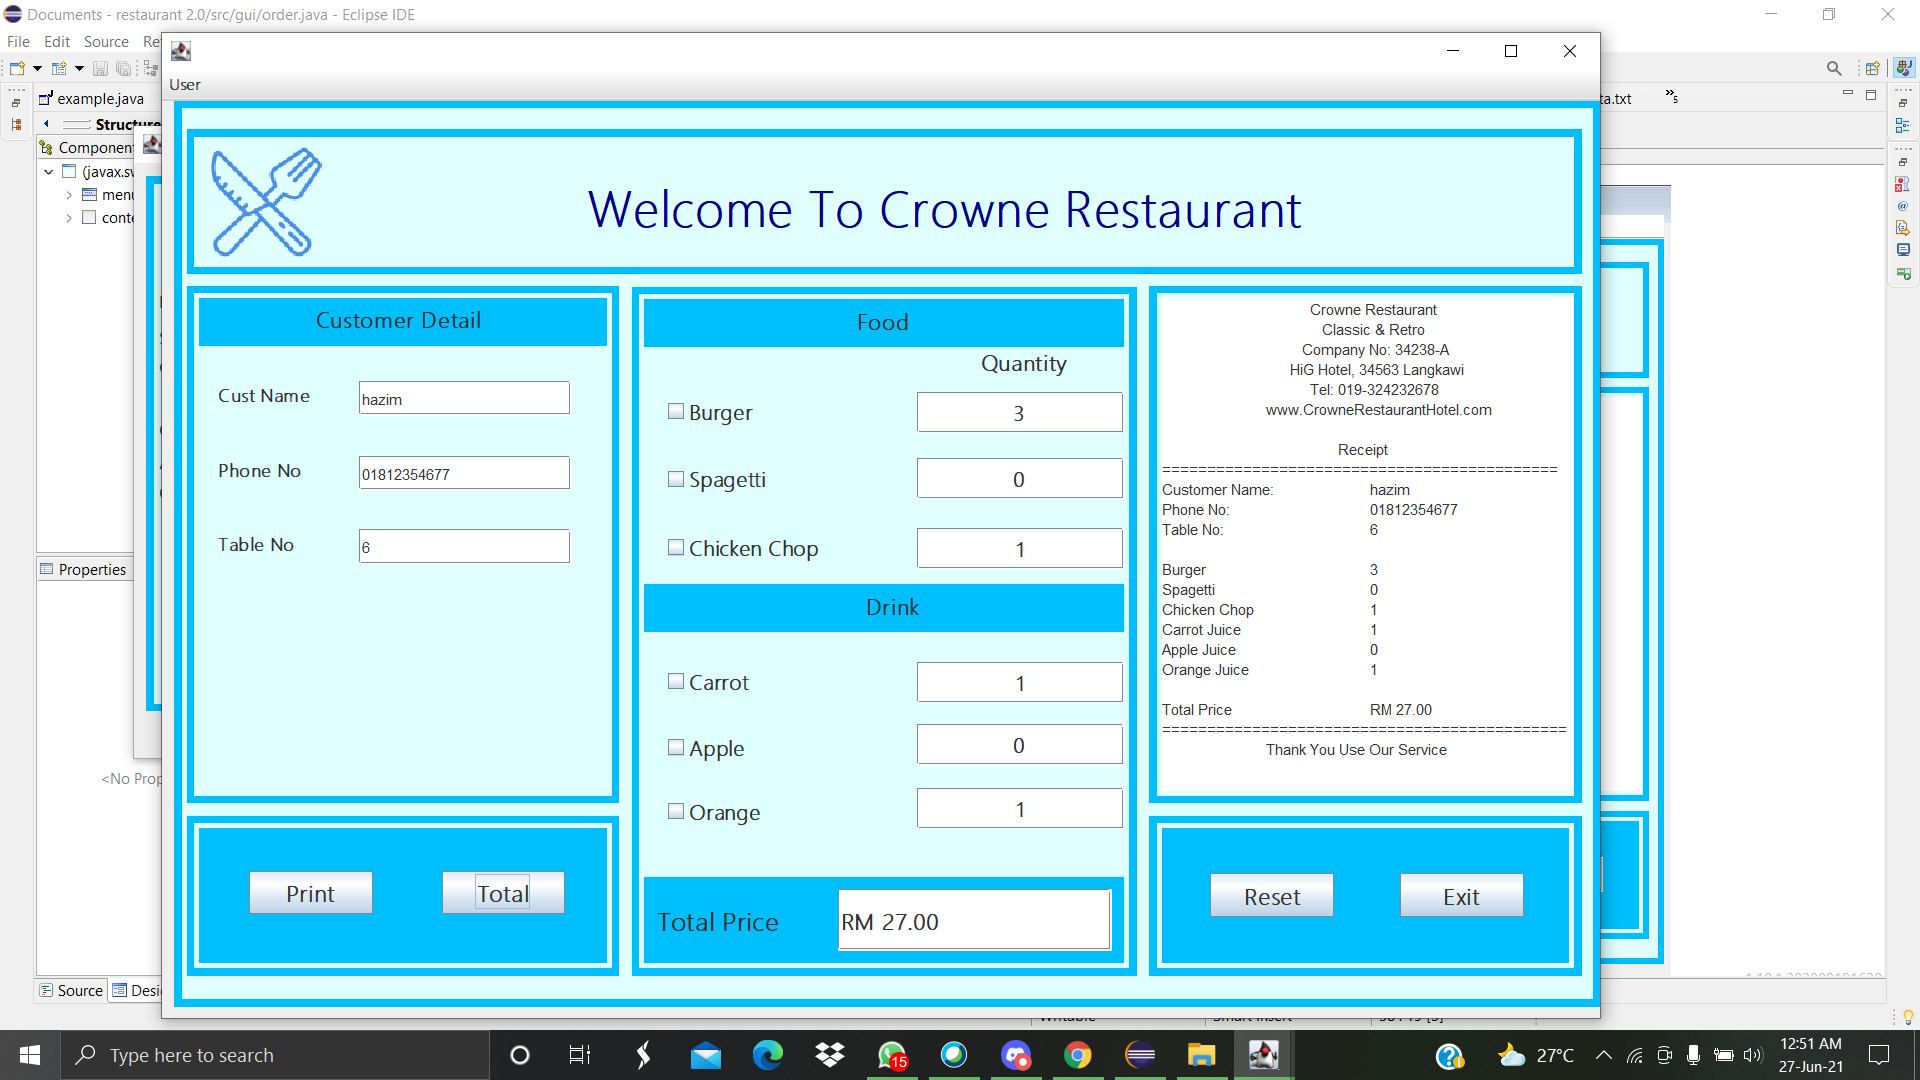 Documents - restaurant 2.0/src/gui/order.java - Eclipse IDE
File Edit Source
User
example.java
ta.txt
»5
Structure
Component
(javax.sv
menu
conte
Welcome To Crowne Restaurant
Customer Detail
Cust Name hazim
Phone No 01812354677
Table No 6
Properties
<No Prop
Print Total
Food
Quantity
Burger 3
Spagetti 0
Chicken Chop 1
Drink
Carrot 1
Apple 0
Orange 1
Total Price RM 27.00
Crowne Restaurant
Classic & Retro
Company No: 34238-A
HiG Hotel, 34563 Langkawi
Tel: 019-324232678
www.CrowneRestaurantHotel.com
Receipt
============================================
Customer Name: hazim
Phone No: 01812354677
Table No: 6
Burger 3
Spagetti 0
Chicken Chop 1
Carrot Juice 1
Apple Juice 0
Orange Juice 1
Total Price RM 27.00
=============================================
Thank You Use Our Service
Reset Exit
Source Desi
Type here to search
15
27°C
12:51 AM
27-Jun-21